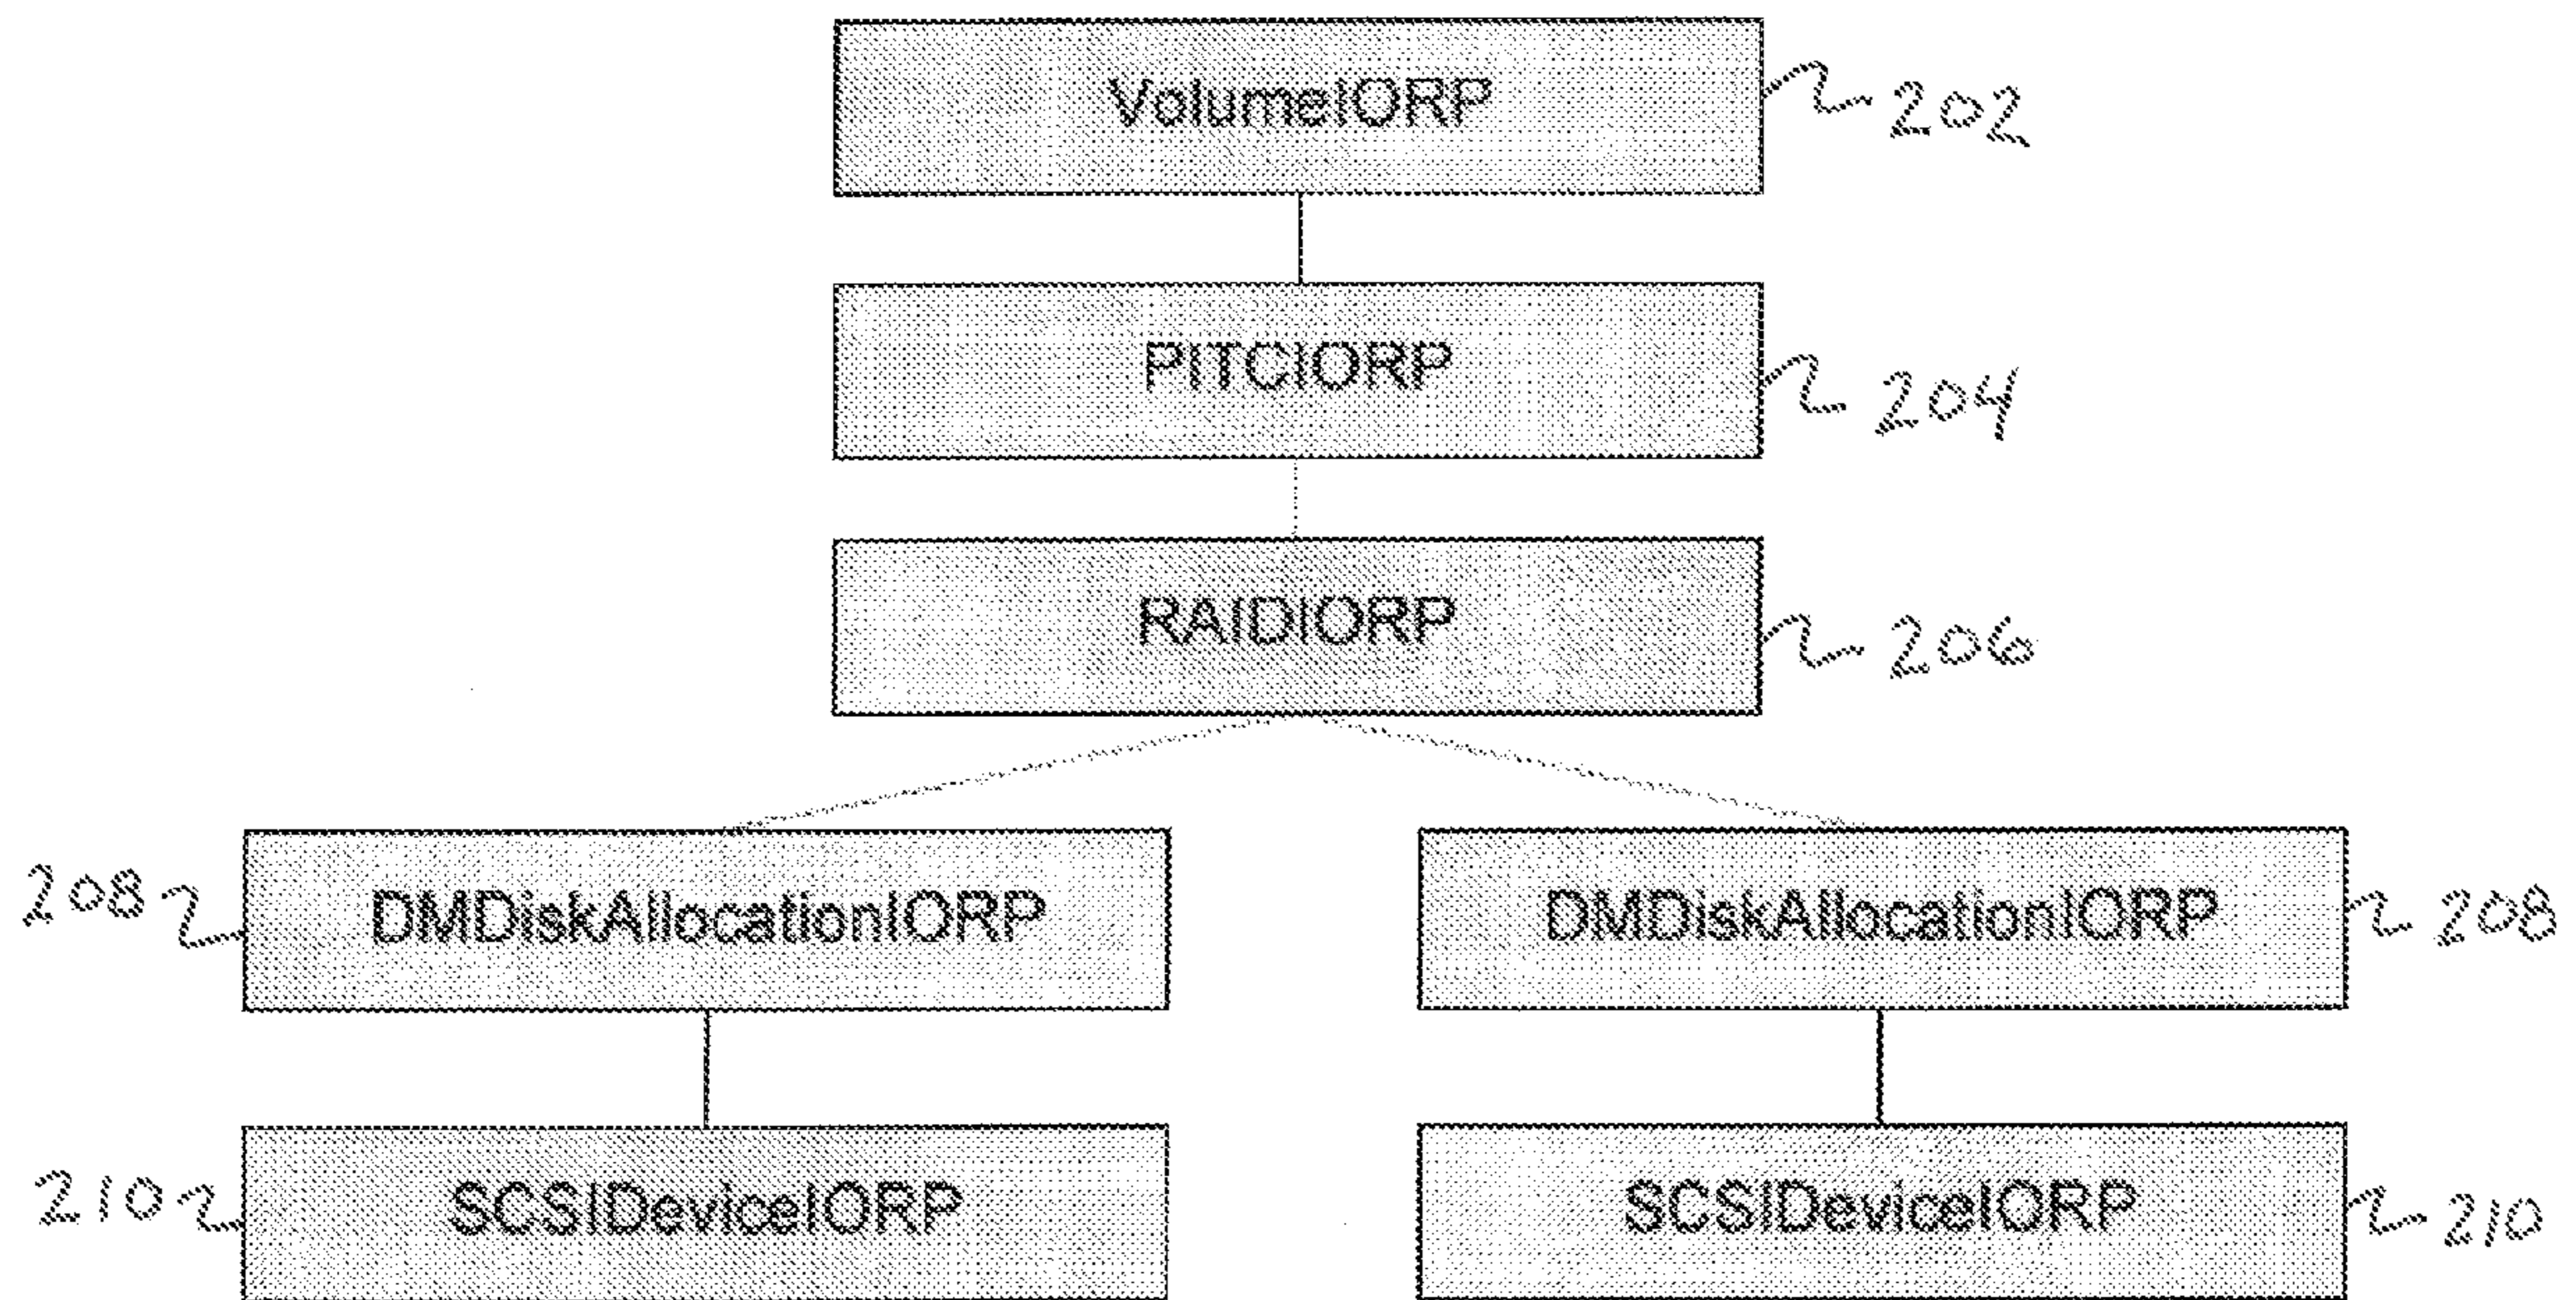 VolumeIORP 202
PITCIORP 204
RAIDIORP 206
208 DMDiskAllocationIORP DMDiskAllocationIORP 208
210 SCSIDeviceIORP SCSIDeviceIORP 210